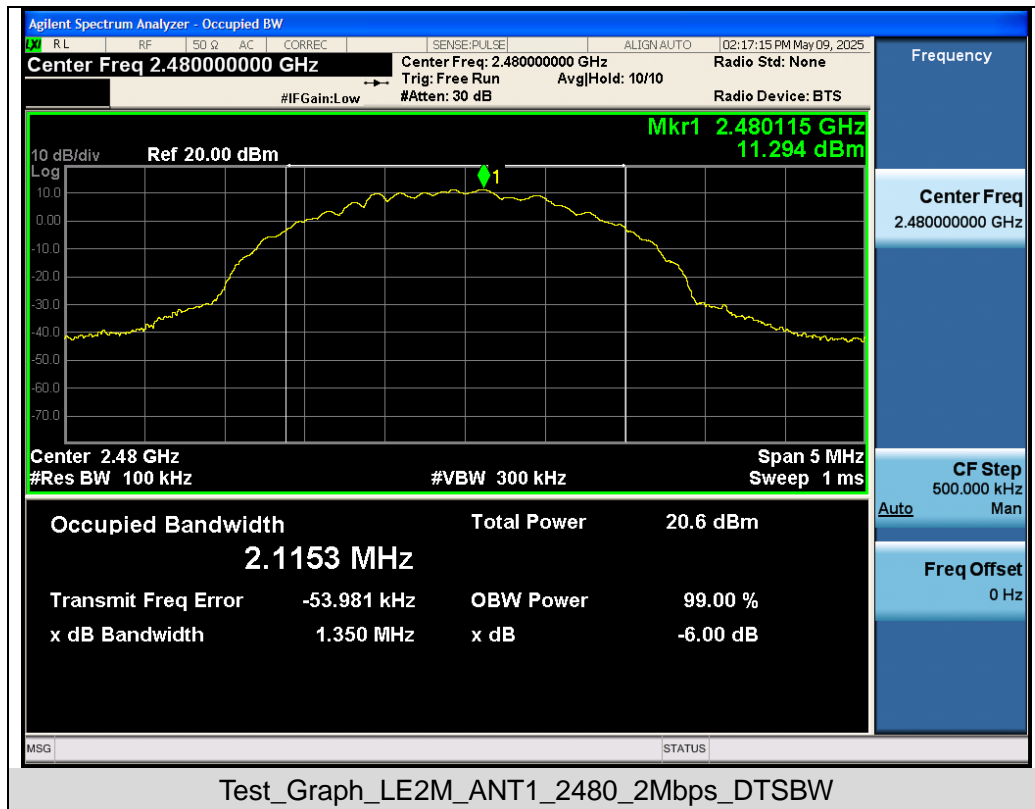 Agilent Spectrum Analyzer - Occupied BW
LXI RL RF 50 Ω AC CORREC SENSE:PULSE ALIGN AUTO 02:17:15 PM May 09, 2025
Center Freq 2.480000000 GHz Center Freq: 2.480000000 GHz Radio Std: None
Trig: Free Run Avg|Hold: 10/10
#IFGain:Low #Atten: 30 dB Radio Device: BTS
Mkr1 2.480115 GHz
11.294 dBm
10 dB/div Ref 20.00 dBm
Log
1
10.0
0.00
-10.0
-20.0
-30.0
-40.0
-50.0
-60.0
-70.0
Center 2.48 GHz Span 5 MHz
#Res BW 100 kHz #VBW 300 kHz Sweep 1 ms
Occupied Bandwidth Total Power 20.6 dBm
2.1153 MHz
Transmit Freq Error -53.981 kHz OBW Power 99.00 %
x dB Bandwidth 1.350 MHz x dB -6.00 dB
MSG STATUS
Frequency
Center Freq
2.480000000 GHz
CF Step
500.000 kHz
Auto Man
Freq Offset
0 Hz
Test_Graph_LE2M_ANT1_2480_2Mbps_DTSBW